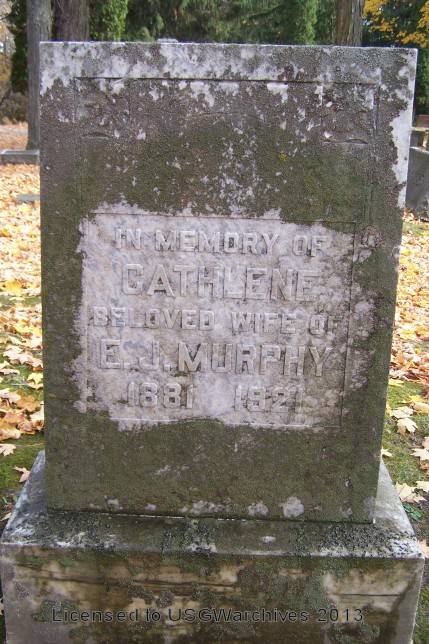 IN MEMORY OF
CATHLENE
BELOVED WIFE OF
E.J. MURPHY
1881 1921
Licensed to USGWarchives 2013